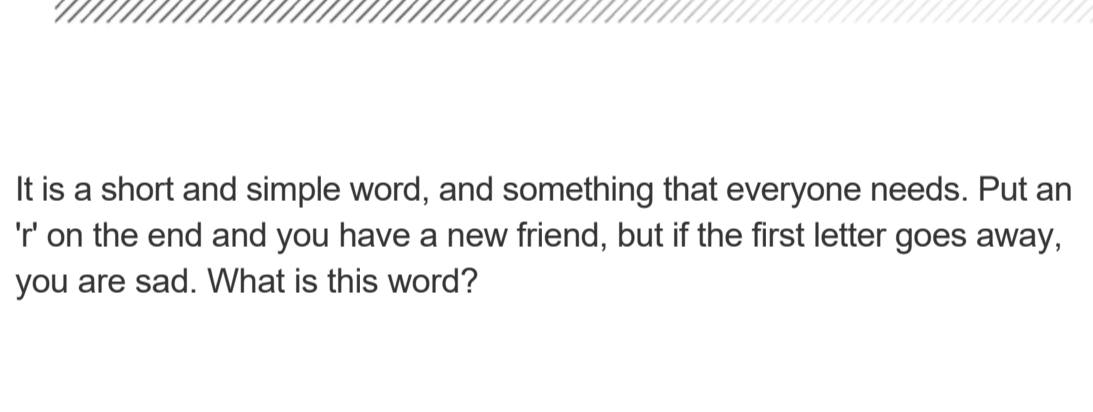 It is a short and simple word, and something that everyone needs. Put an
'r' on the end and you have a new friend, but if the first letter goes away,
you are sad. What is this word?